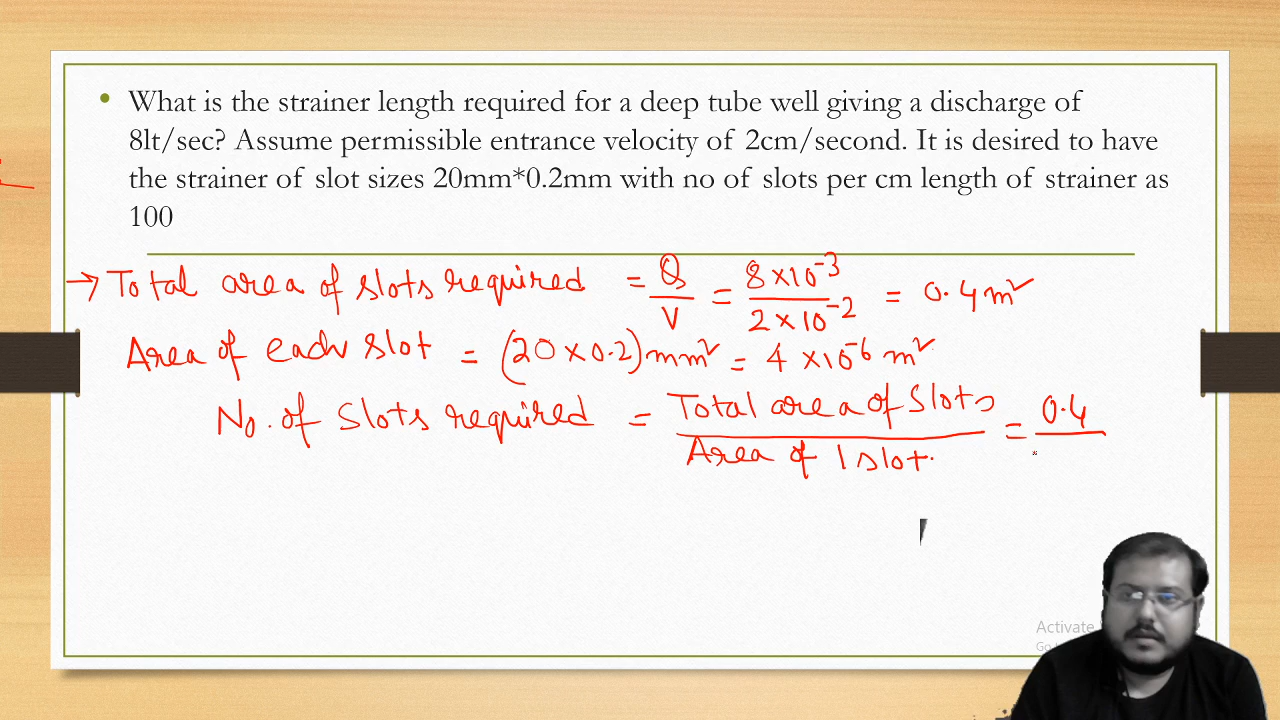 • What is the strainer length required for a deep tube well giving a discharge of
8lt/sec? Assume permissible entrance velocity of 2cm/second. It is desired to have
the strainer of slot sizes 20mm*0.2mm with no of slots per cm length of strainer as
100
→ Total area of slots required = Q/V = 8×10⁻³/2×10⁻² = 0.4 m²
Area of each slot = (20×0.2)mm² = 4×10⁻⁶ m²
No. of slots required = Total area of slots/Area of 1 slot. = 0.4
Activate